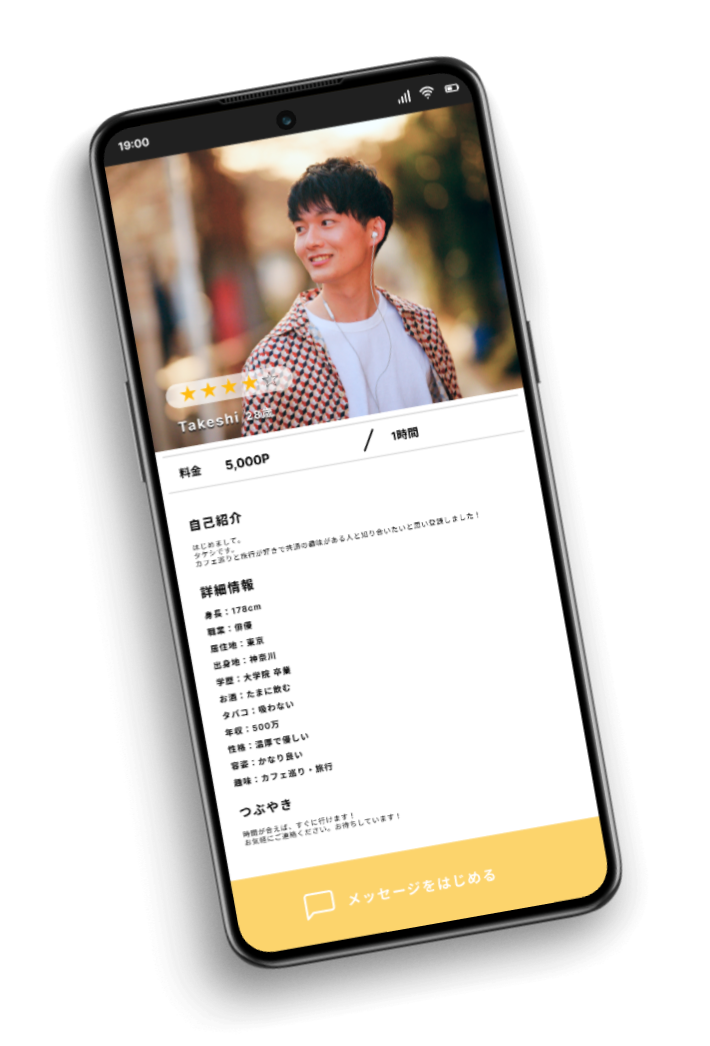 19:00
Takeshi 28歳
料金 5,000P / 1時間
自己紹介
はじめまして。
タケシです。
カフェ巡りと旅行が好きで共通の趣味がある人と知り合いたいと思い登録しました！
詳細情報
身長：178cm
職業：俳優
居住地：東京
出身地：神奈川
学歴：大学院 卒業
お酒：たまに飲む
タバコ：吸わない
年収：500万
性格：温厚で優しい
容姿：かなり良い
趣味：カフェ巡り・旅行
つぶやき
時間が合えば、すぐに行けます！
お気軽にご連絡ください。お待ちしています！
メッセージをはじめる